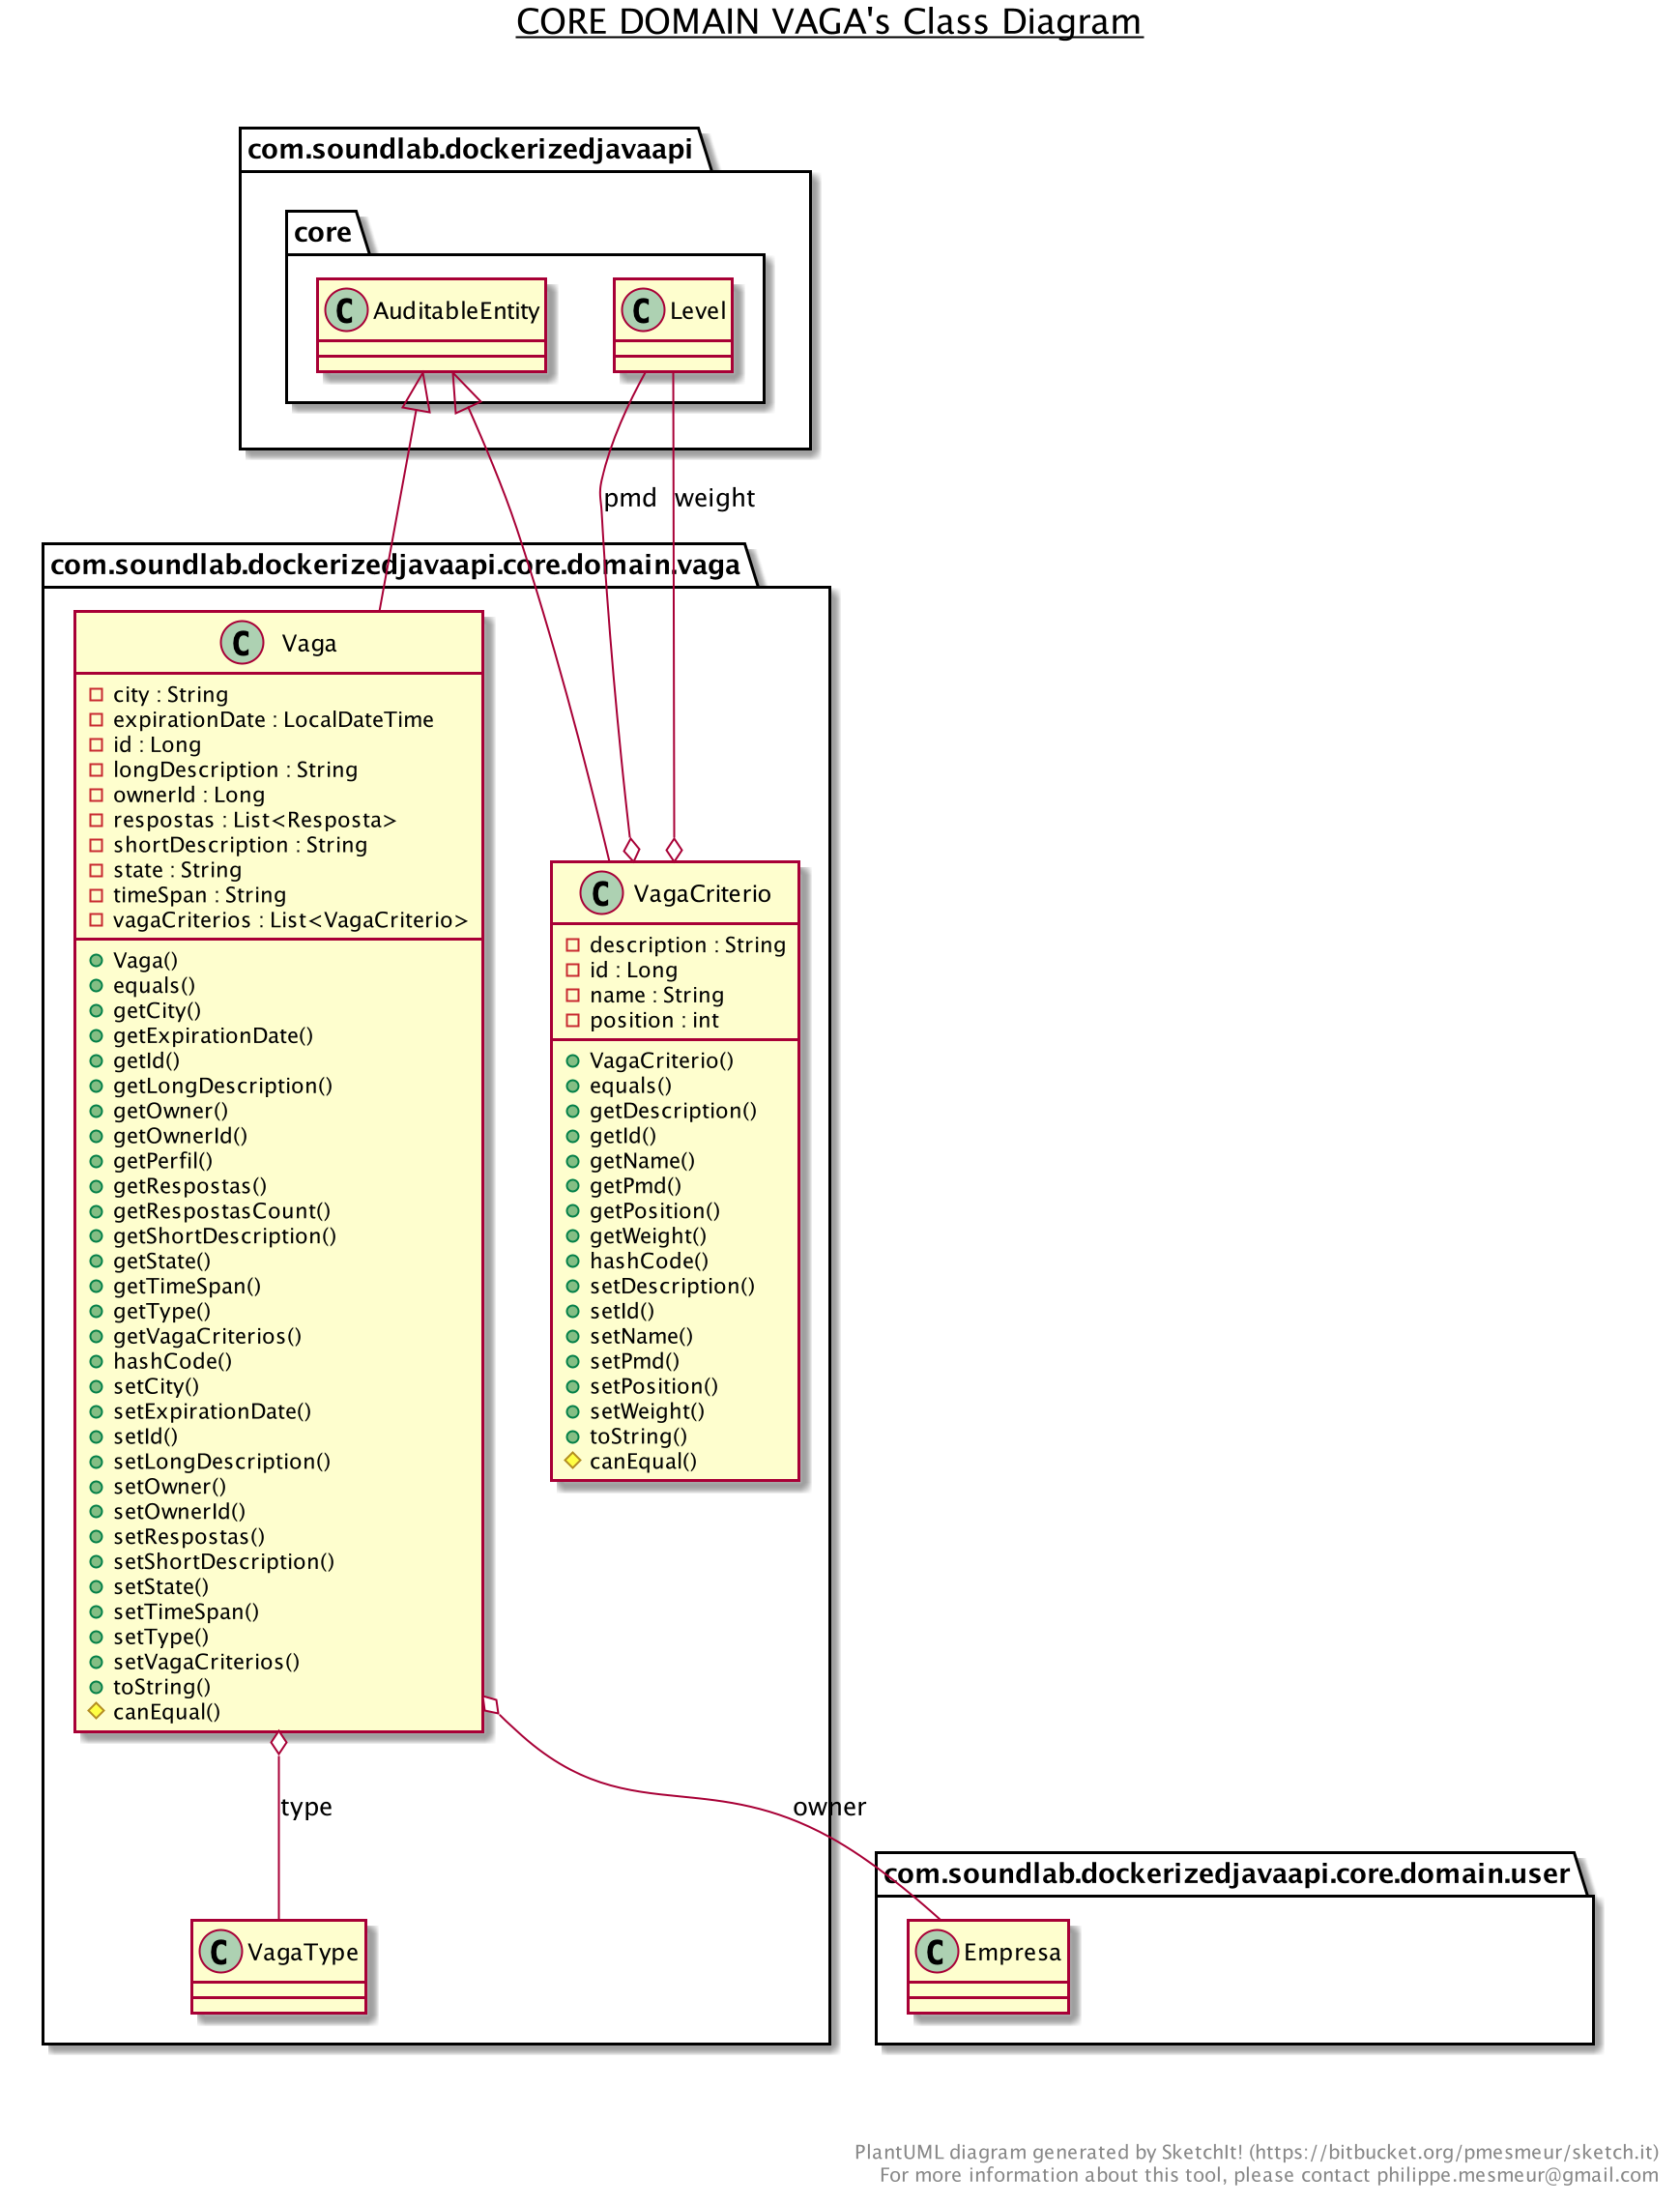 CORE DOMAIN VAGA's Class Diagram
com.soundlab.dockerizedjavaapi
core
C AuditableEntity
C Level
pmd
weight
com.soundlab.dockerizedjavaapi.core.domain.vaga
C Vaga
city : String
expirationDate : LocalDateTime
id : Long
longDescription : String
ownerId : Long
respostas : List<Resposta>
shortDescription : String
state : String
timeSpan : String
vagaCriterios : List<VagaCriterio>
Vaga()
equals()
getCity()
getExpirationDate()
getId()
getLongDescription()
getOwner()
getOwnerId()
getPerfil()
getRespostas()
getRespostasCount()
getShortDescription()
getState()
getTimeSpan()
getType()
getVagaCriterios()
hashCode()
setCity()
setExpirationDate()
setId()
setLongDescription()
setOwner()
setOwnerId()
setRespostas()
setShortDescription()
setState()
setTimeSpan()
setType()
setVagaCriterios()
toString()
canEqual()
C VagaCriterio
description : String
id : Long
name : String
position : int
VagaCriterio()
equals()
getDescription()
getId()
getName()
getPmd()
getPosition()
getWeight()
hashCode()
setDescription()
setId()
setName()
setPmd()
setPosition()
setWeight()
toString()
canEqual()
type
owner
com.soundlab.dockerizedjavaapi.core.domain.user
C VagaType
C Empresa
PlantUML diagram generated by SketchIt! (https://bitbucket.org/pmesmeur/sketch.it)
For more information about this tool, please contact philippe.mesmeur@gmail.com